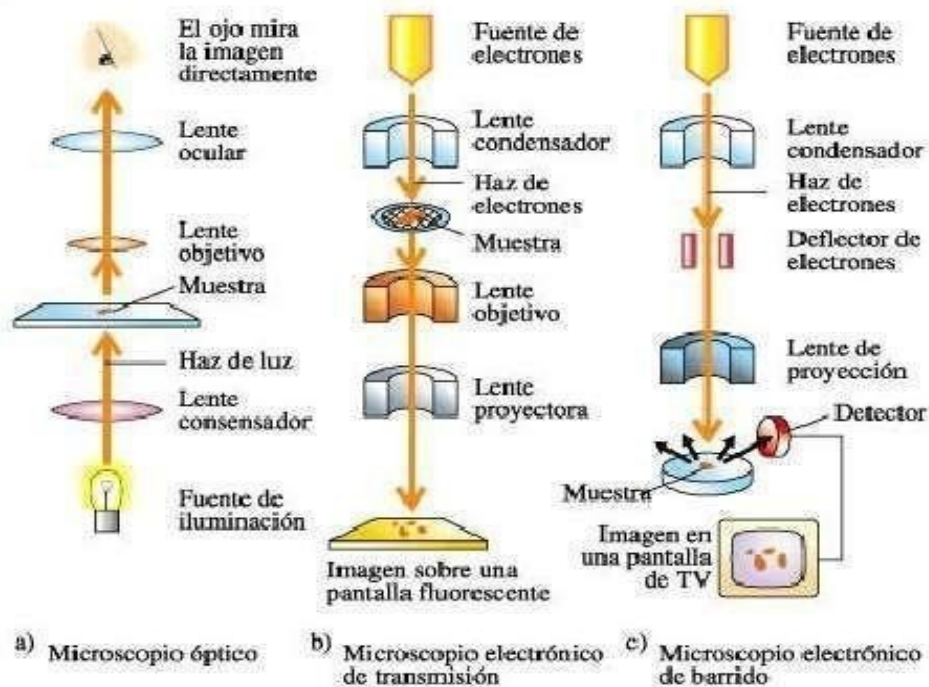 El ojo mira
la imagen
directamente
Lente
ocular
Lente
objetivo
Muestra
Haz de luz
Lente
consensador
Fuente de
iluminación
a) Microscopio óptico
Fuente de
electrones
Lente
condensador
Haz de
electrones
Muestra
Lente
objetivo
Lente
proyectora
Imagen sobre una
pantalla fluorescente
b) Microscopio electrónico
de transmisión
Fuente de
electrones
Lente
condensador
Haz de
electrones
Deflector de
electrones
Lente de
proyección
Detector
Muestra
Imagen en
una pantalla
de TV
c) Microscopio electrónico
de barrido